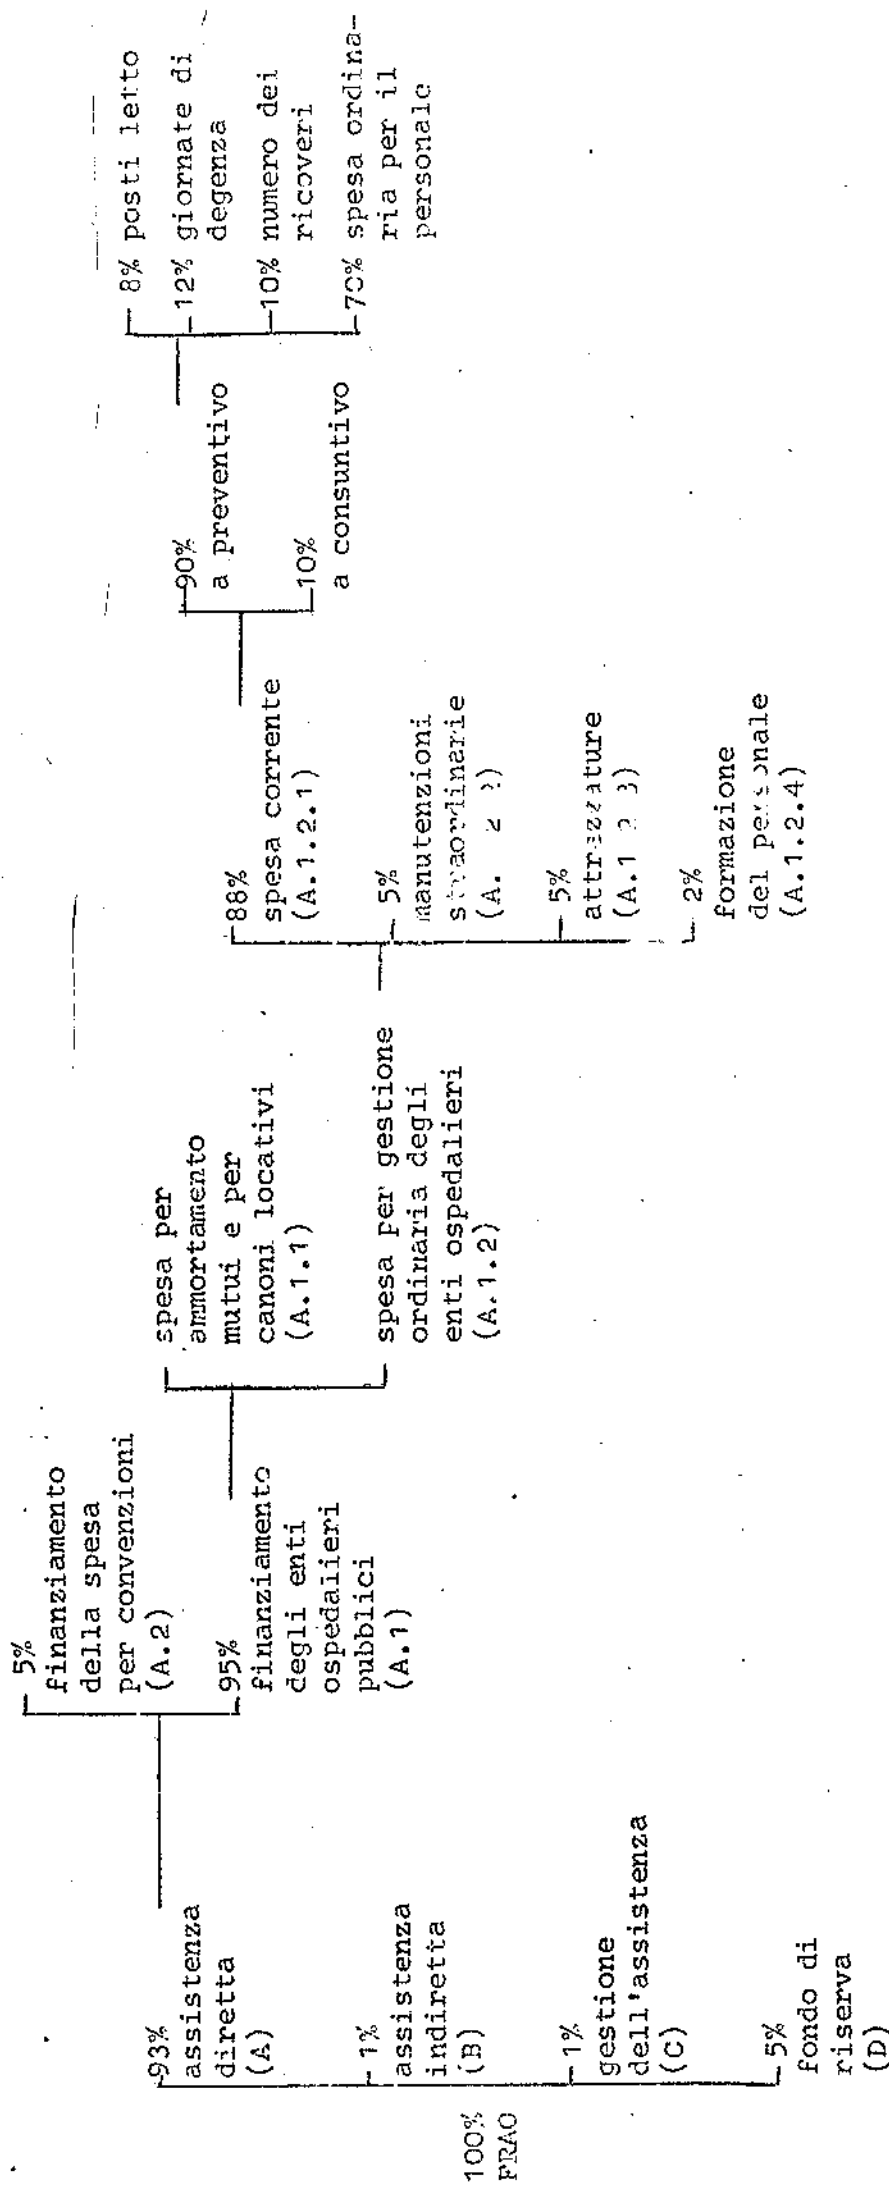 100%
FRAO
93%
assistenza
diretta
(A)
1%
assistenza
indiretta
(B)
1%
gestione
dell'assistenza
(C)
5%
fondo di
riserva
(D)
5%
finanziamento
della spesa
per convenzioni
(A.2)
95%
finanziamento
degli enti
ospedalieri
pubblici
(A.1)
spesa per
ammortamento
mutui e per
canoni locativi
(A.1.1)
spesa per gestione
ordinaria degli
enti ospedalieri
(A.1.2)
88%
spesa corrente
(A.1.2.1)
5%
manutenzioni
straordinarie
5%
attrezzature
2%
formazione
del personale
(A.1.2.4)
90%
a preventivo
10%
a consuntivo
8% posti letto
12% giornate di
degenza
10% numero dei
ricoveri
70% spesa ordina-
ria per il
personale